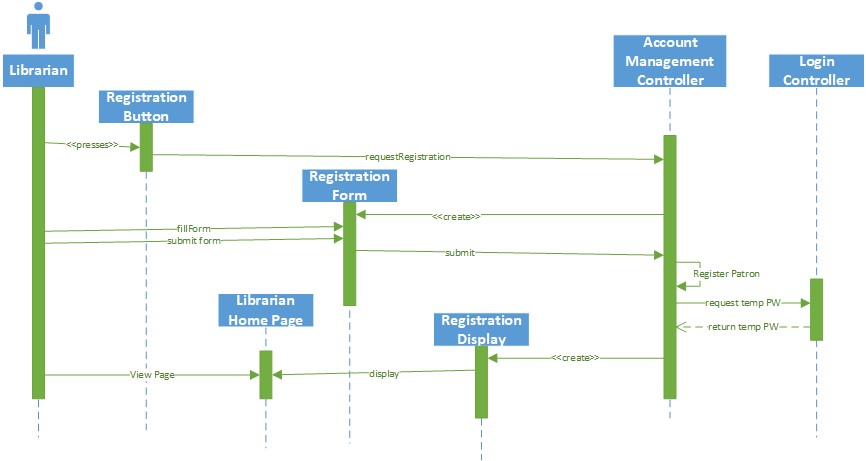 Librarian
Registration
Button
Account
Management
Controller
Login
Controller
<<presses>>
requestRegistration
Registration
Form
<<create>>
fillForm
submit form
submit
Register Patron
Librarian
Home Page
request temp PW
Registration
Display
return temp PW
<<create>>
View Page
display